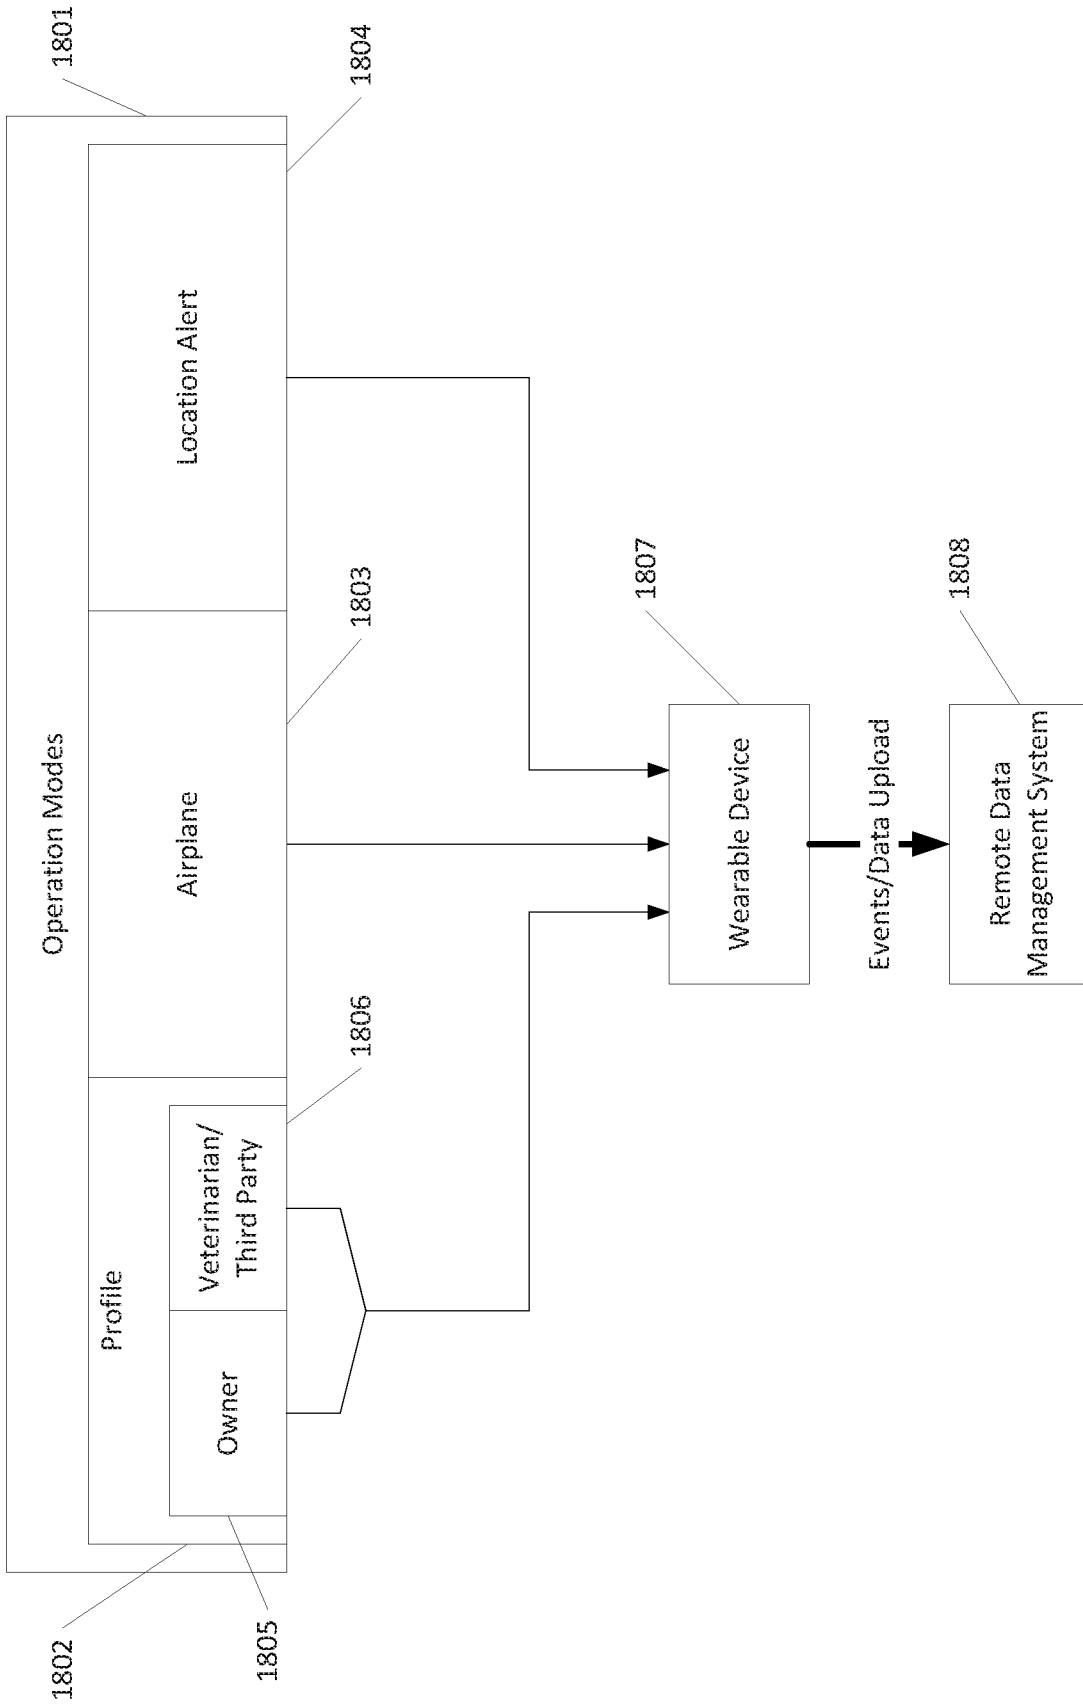 Operation Modes
1801
1802
Profile
Airplane
Location Alert
Owner
Veterinarian/
Third Party
1805
1806
1803
1804
Wearable Device
1807
Events/Data Upload
Remote Data
Management System
1808